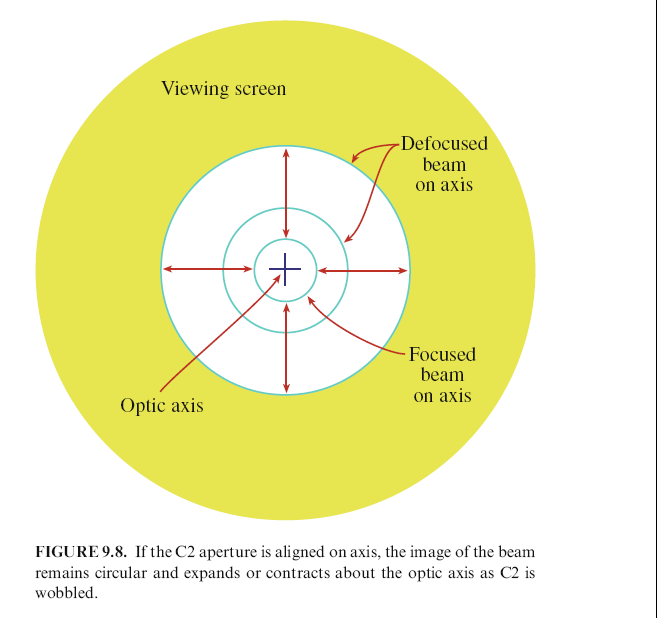 Viewing screen
Defocused
beam
on axis
Focused
beam
on axis
Optic axis
FIGURE 9.8. If the C2 aperture is aligned on axis, the image of the beam
remains circular and expands or contracts about the optic axis as C2 is
wobbled.